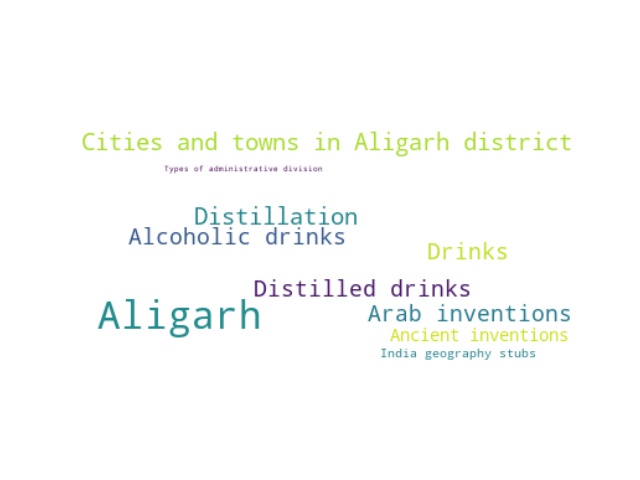 Cities and towns in Aligarh district
Types of administrative division
Distillation
Alcoholic drinks
Drinks
Distilled drinks
Aligarh
Arab inventions
Ancient inventions
India geography stubs